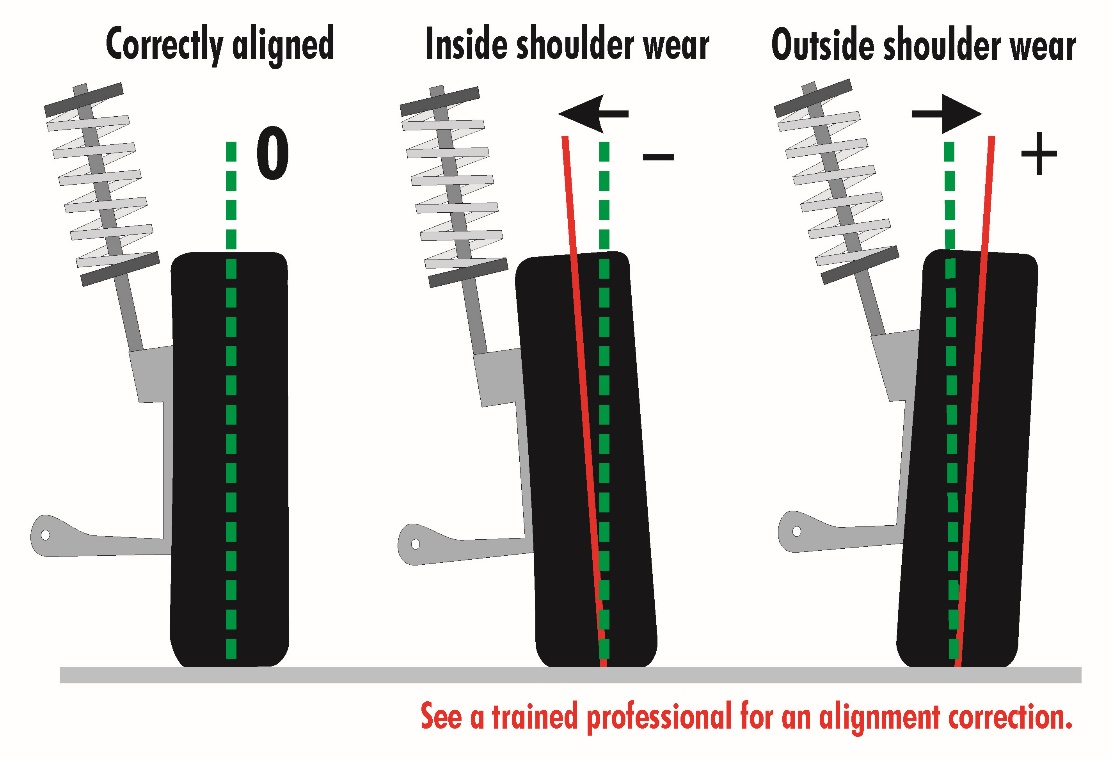 Correctly aligned
Inside shoulder wear
Outside shoulder wear
0
−
+
See a trained professional for an alignment correction.